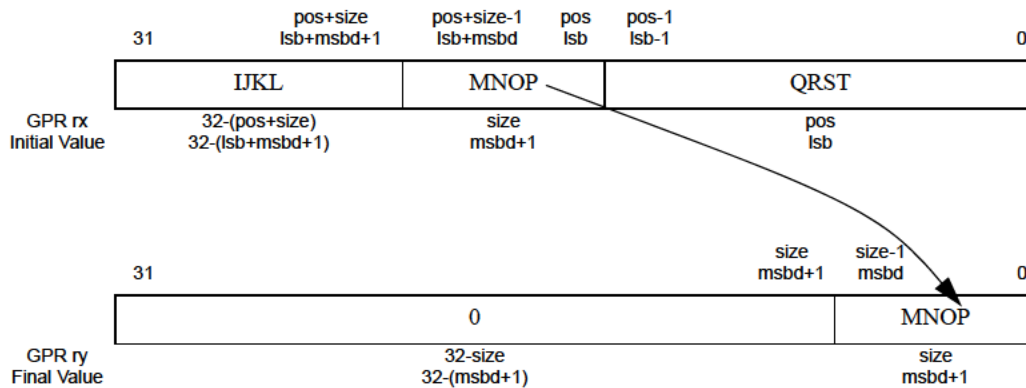 pos+size pos+size-1 pos pos-1
31 lsb+msbd+1 lsb+msbd lsb lsb-1 0
IJKL MNOP QRST
GPR rx 32-(pos+size) size pos
Initial Value 32-(lsb+msbd+1) msbd+1 lsb
size size-1
31 msbd+1 msbd 0
0 MNOP
GPR ry 32-size size
Final Value 32-(msbd+1) msbd+1